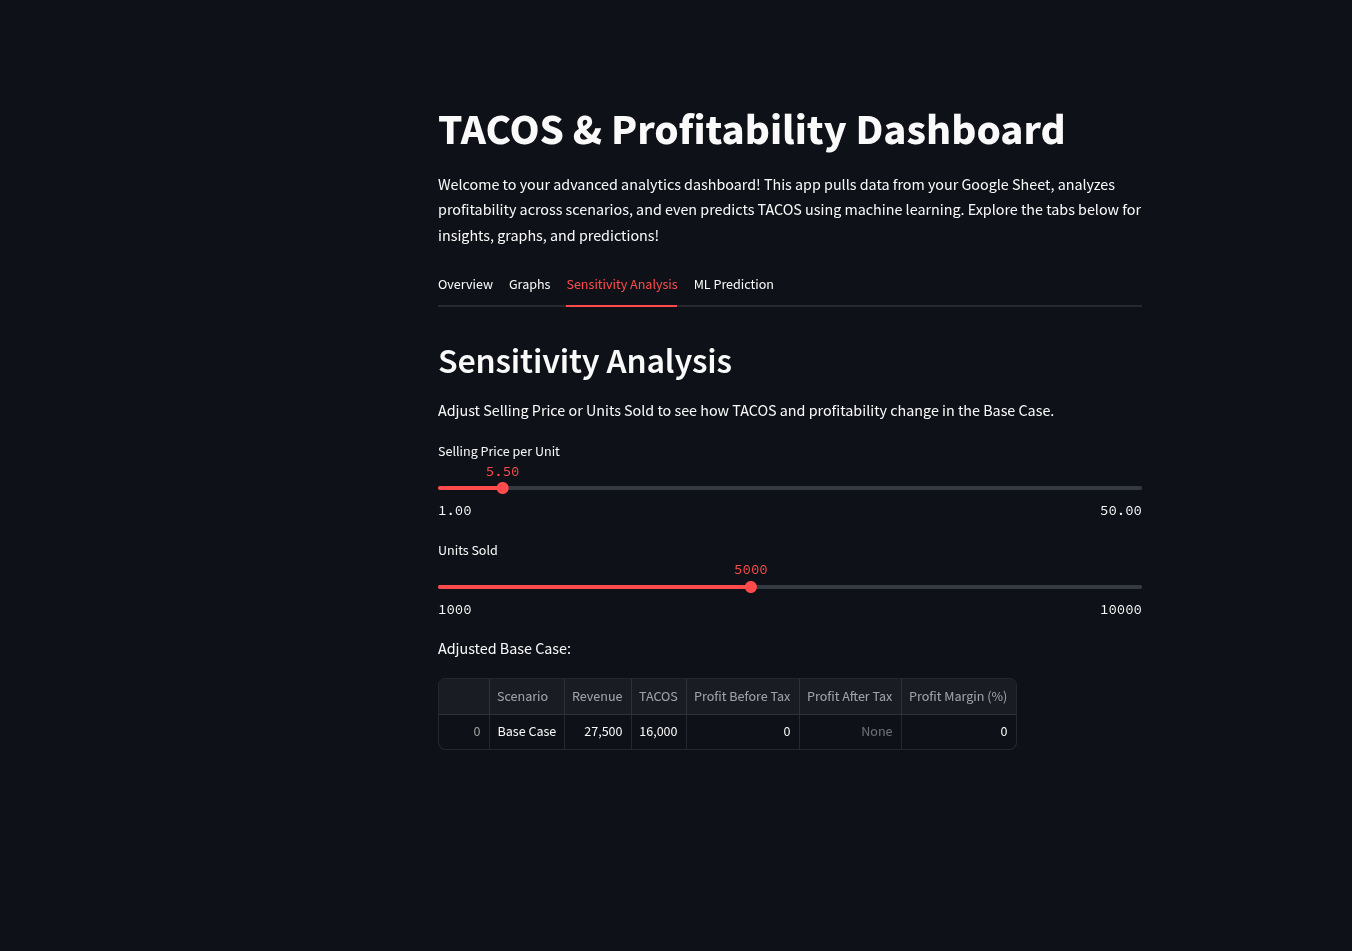 TACOS & Profitability Dashboard
Welcome to your advanced analytics dashboard! This app pulls data from your Google Sheet, analyzes
profitability across scenarios, and even predicts TACOS using machine learning. Explore the tabs below for
insights, graphs, and predictions!
Overview Graphs Sensitivity Analysis ML Prediction
Sensitivity Analysis
Adjust Selling Price or Units Sold to see how TACOS and profitability change in the Base Case.
Selling Price per Unit
5.50
1.00 50.00
Units Sold
5000
1000 10000
Adjusted Base Case:
Scenario Revenue TACOS Profit Before Tax Profit After Tax Profit Margin (%)
0 Base Case 27,500 16,000 0 None 0